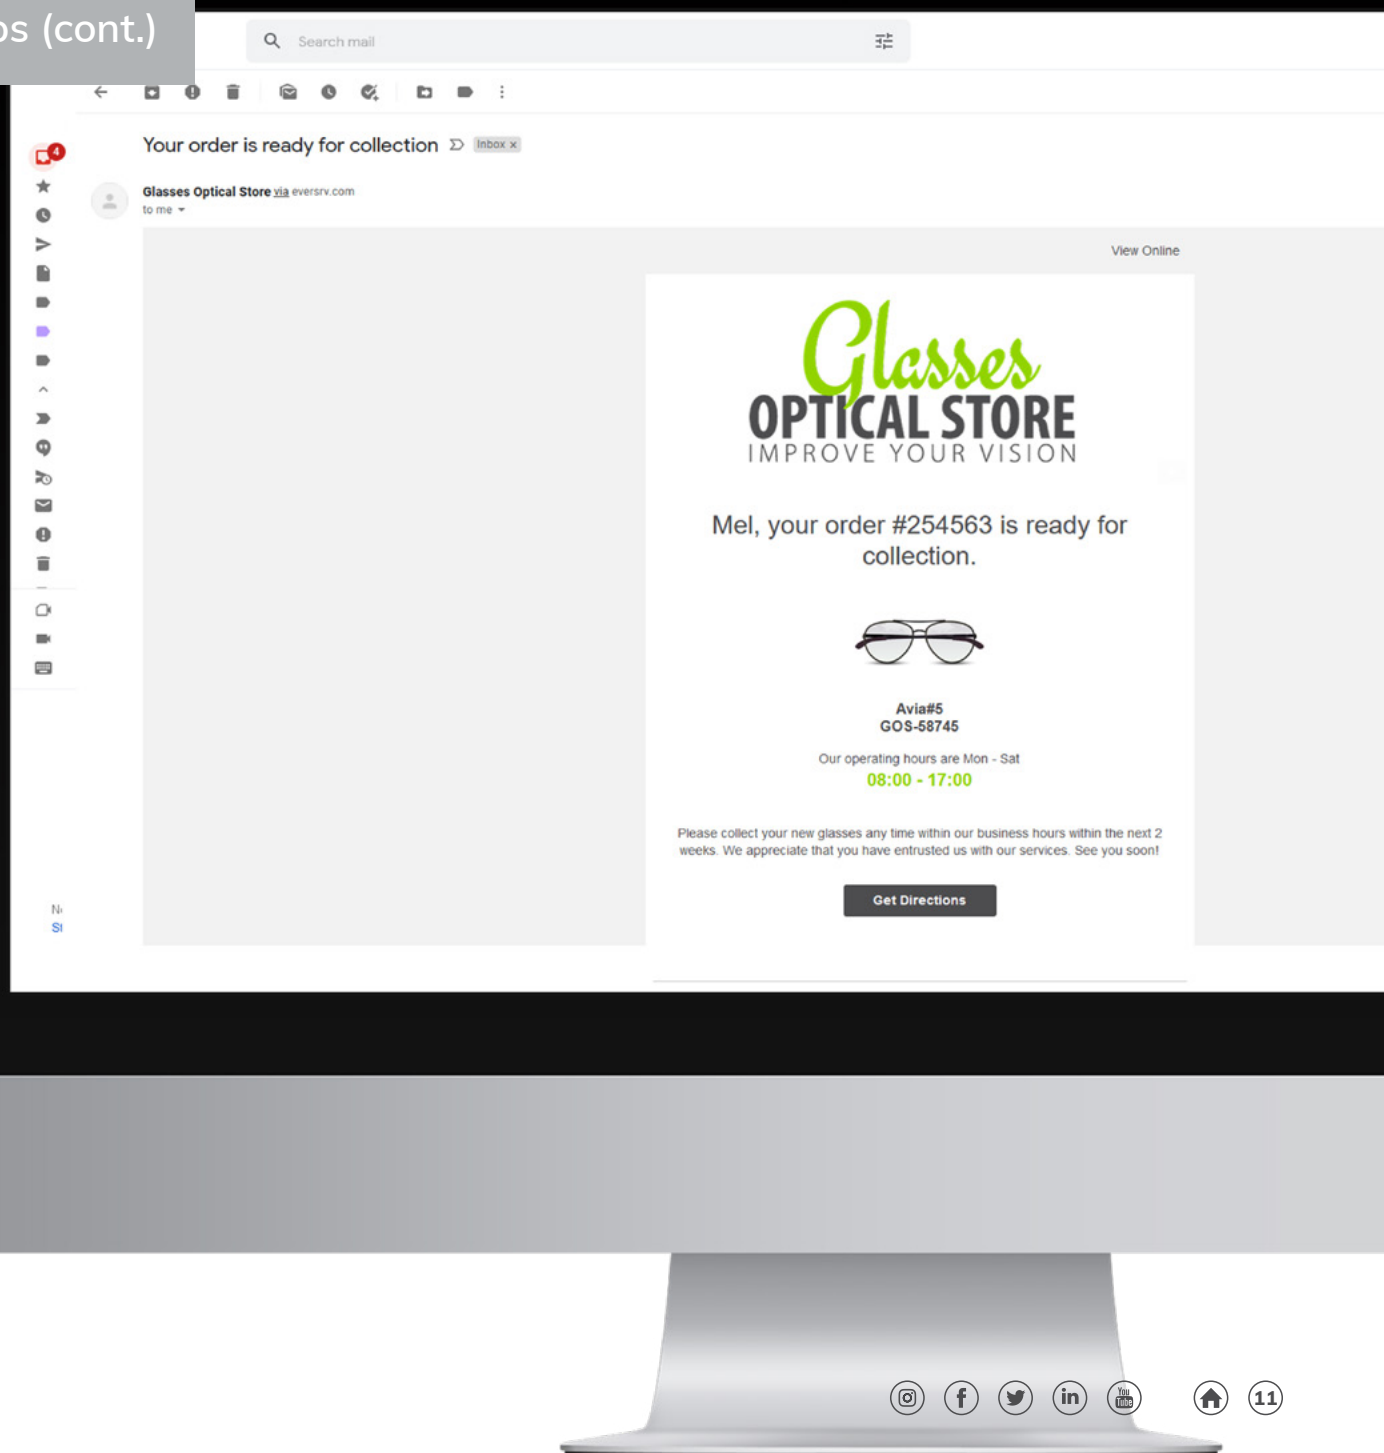 os (cont.)
Search mail
Your order is ready for collection Inbox x
4
Glasses Optical Store via eversrv.com
to me
View Online
Glasses
OPTICAL STORE
IMPROVE YOUR VISION
Mel, your order #254563 is ready for
collection.
Avia#5
GOS-58745
Our operating hours are Mon - Sat
08:00 - 17:00
Please collect your new glasses any time within our business hours within the next 2
weeks. We appreciate that you have entrusted us with our services. See you soon!
Get Directions
f in You Tube 11